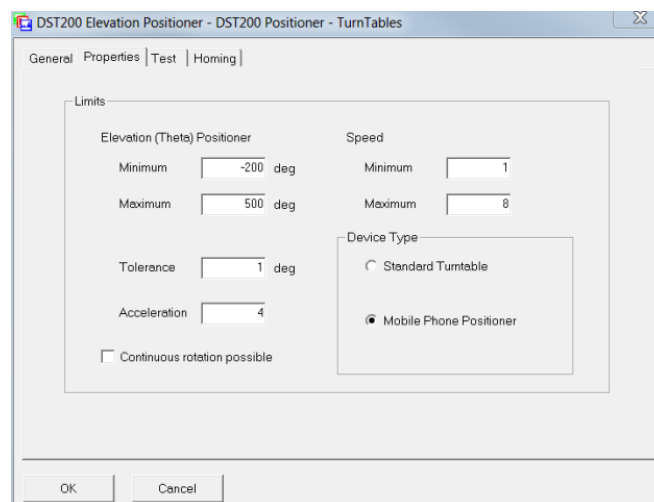 DST200 Elevation Positioner - DST200 Positioner - TurnTables
General Properties Test Homing
Limits
Elevation (Theta) Positioner
Minimum -200 deg
Maximum 500 deg
Tolerance 1 deg
Acceleration 4
Continuous rotation possible
Speed
Minimum 1
Maximum 8
Device Type
Standard Turntable
Mobile Phone Positioner
OK Cancel